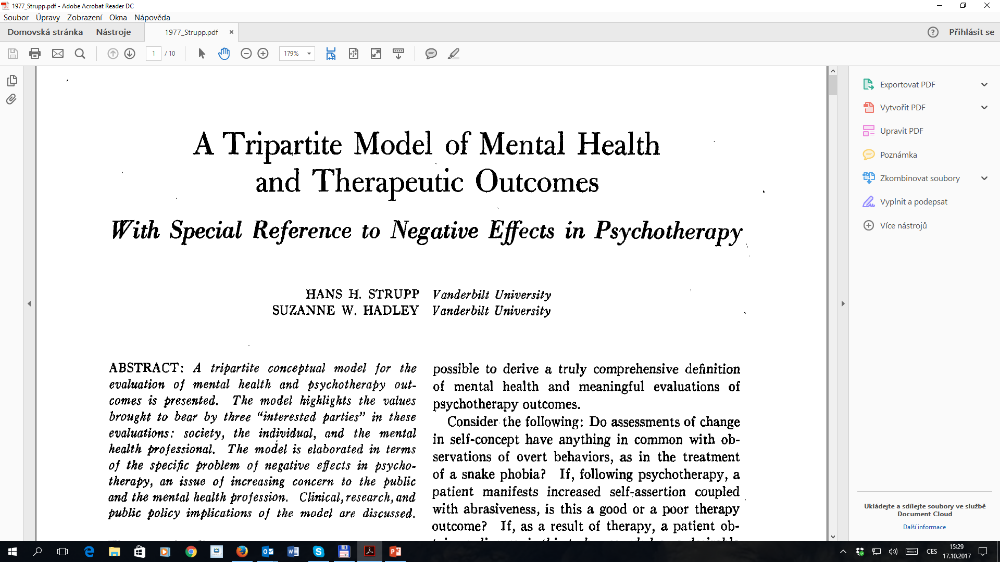 1977_Strupp.pdf - Adobe Acrobat Reader DC
Soubor Úpravy Zobrazení Okna Nápověda
Domovská stránka Nástroje 1977_Strupp.pdf × Přihlásit se
1 / 10 179%
A Tripartite Model of Mental Health
and Therapeutic Outcomes
With Special Reference to Negative Effects in Psychotherapy
HANS H. STRUPP Vanderbilt University
SUZANNE W. HADLEY Vanderbilt University
ABSTRACT: A tripartite conceptual model for the
evaluation of mental health and psychotherapy out-
comes is presented. The model highlights the values
brought to bear by three "interested parties" in these
evaluations: society, the individual, and the mental
health professional. The model is elaborated in terms
of the specific problem of negative effects in psycho-
therapy, an issue of increasing concern to the public
and the mental health profession. Clinical, research, and
public policy implications of the model are discussed.
possible to derive a truly comprehensive definition
of mental health and meaningful evaluations of
psychotherapy outcomes.
Consider the following: Do assessments of change
in self-concept have anything in common with ob-
servations of overt behaviors, as in the treatment
of a snake phobia? If, following psychotherapy, a
patient manifests increased self-assertion coupled
with abrasiveness, is this a good or a poor therapy
outcome? If, as a result of therapy, a patient ob-
Exportovat PDF
Vytvořit PDF
Upravit PDF
Poznámka
Zkombinovat soubory
Vyplnit a podepsat
Více nástrojů
Ukládejte a sdílejte soubory ve službě
Document Cloud
Další informace
CES
15:29
17.10.2017